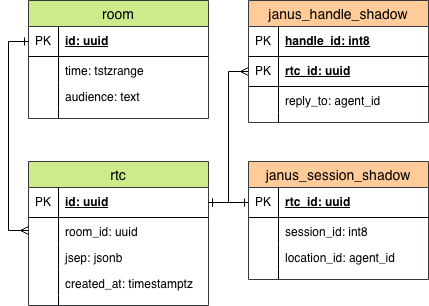 room
PK
id: uuid
time: tstzrange
audience: text
janus_handle_shadow
PK
handle_id: int8
PK
rtc_id: uuid
reply_to: agent_id
rtc
PK
id: uuid
room_id: uuid
jsep: jsonb
created_at: timestamptz
janus_session_shadow
PK
rtc_id: uuid
session_id: int8
location_id: agent_id